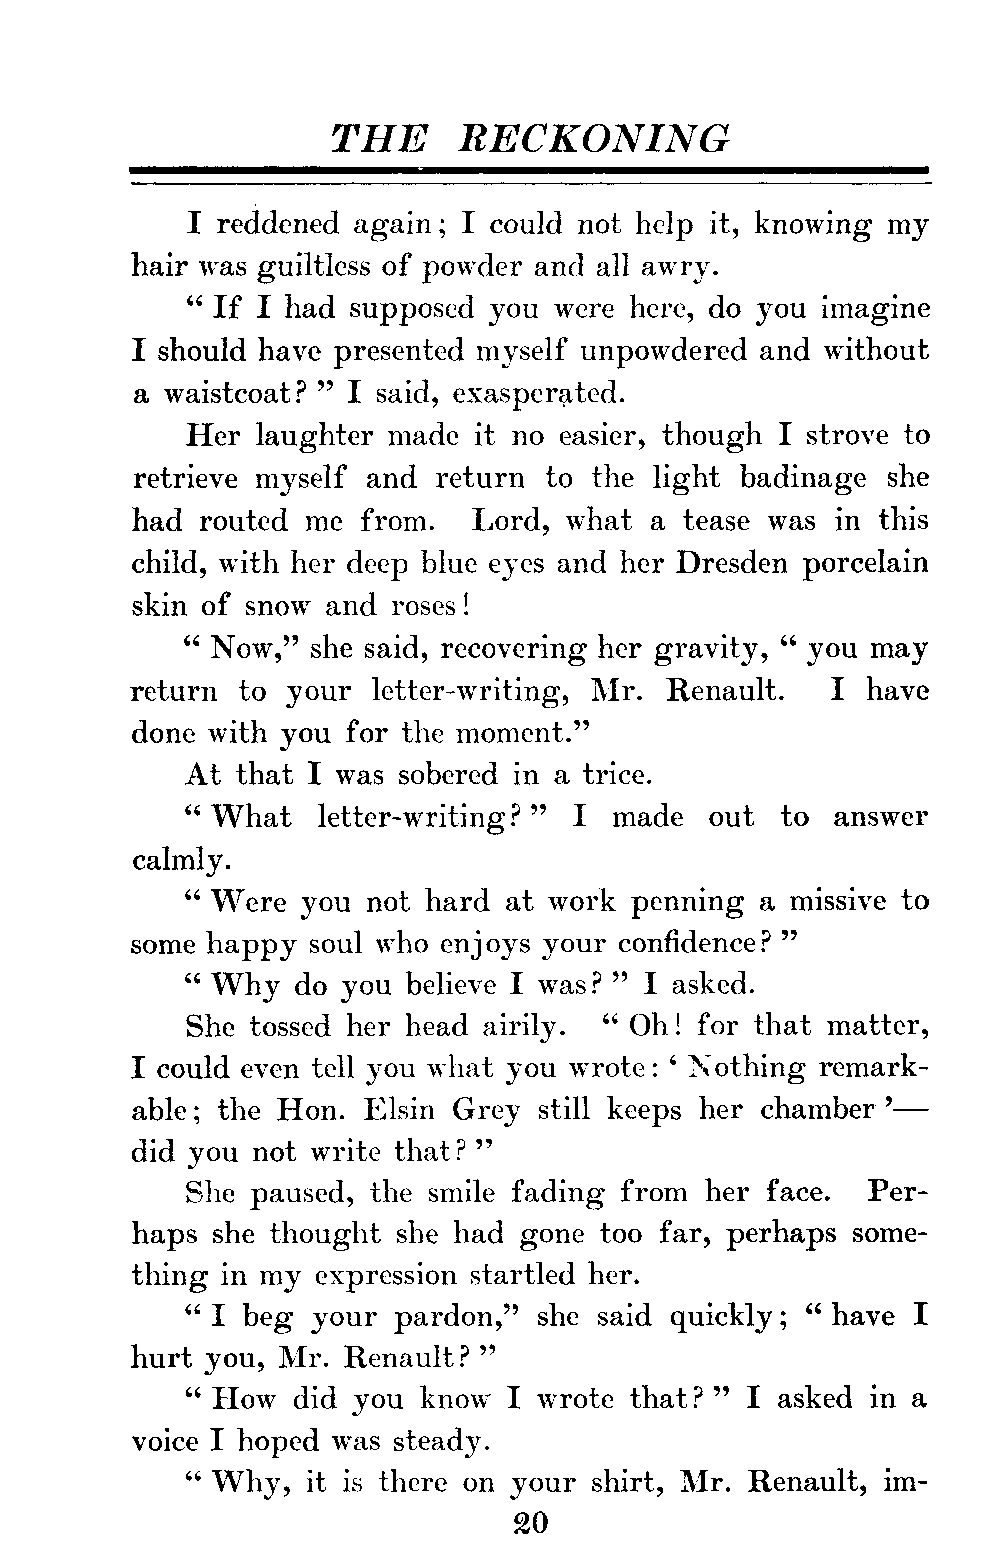 THE RECKONING
I reddened again; I could not help it, knowing my
hair was guiltless of powder and all awry.
“ If I had supposed you were here, do you imagine
I should have presented myself unpowdered and without
a waistcoat? ” I said, exasperated.
Her laughter made it no easier, though I strove to
retrieve myself and return to the light badinage she
had routed me from. Lord, what a tease was in this
child, with her deep blue eyes and her Dresden porcelain
skin of snow and roses!
“ Now,” she said, recovering her gravity, “ you may
return to your letter-writing, Mr. Renault. I have
done with you for the moment.”
At that I was sobered in a trice.
“ What letter-writing? ” I made out to answer
calmly.
“ Were you not hard at work penning a missive to
some happy soul who enjoys your confidence? ”
“ Why do you believe I was? ” I asked.
She tossed her head airily. “ Oh! for that matter,
I could even tell you what you wrote: ‘ Nothing remark-
able; the Hon. Elsin Grey still keeps her chamber ’—
did you not write that? ”
She paused, the smile fading from her face. Per-
haps she thought she had gone too far, perhaps some-
thing in my expression startled her.
“ I beg your pardon,” she said quickly; “ have I
hurt you, Mr. Renault? ”
“ How did you know I wrote that? ” I asked in a
voice I hoped was steady.
“ Why, it is there on your shirt, Mr. Renault, im-
20